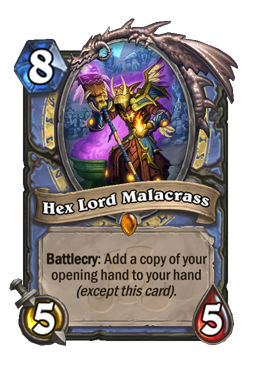 8
Hex Lord Malacrass
Battlecry: Add a copy of your
opening hand to your hand
(except this card).
5
5